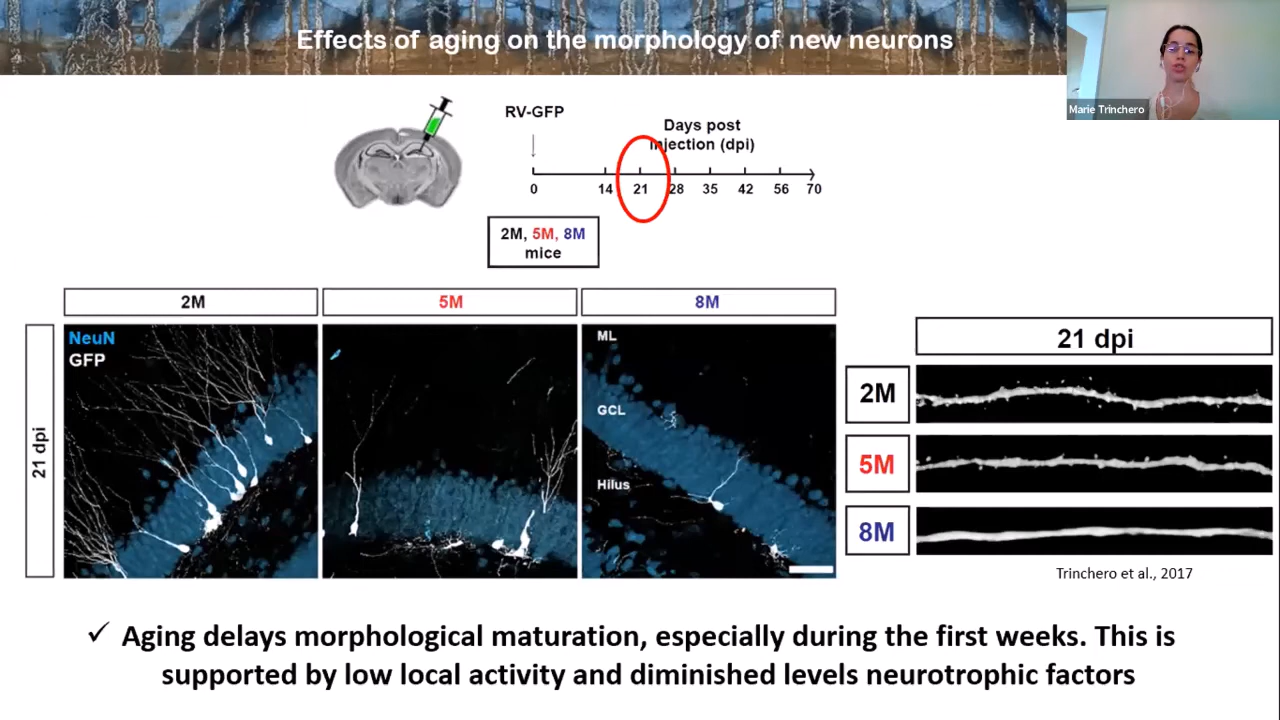 Effects of aging on the morphology of new neurons
Marie Trinchero
RV-GFP
Days post
injection (dpi)
0 14 21 28 35 42 56 70
2M, 5M, 8M
mice
2M 5M 8M
21 dpi
NeuN
GFP
ML
GCL
Hilus
21 dpi
2M
5M
8M
Trinchero et al., 2017
✓ Aging delays morphological maturation, especially during the first weeks. This is
supported by low local activity and diminished levels neurotrophic factors